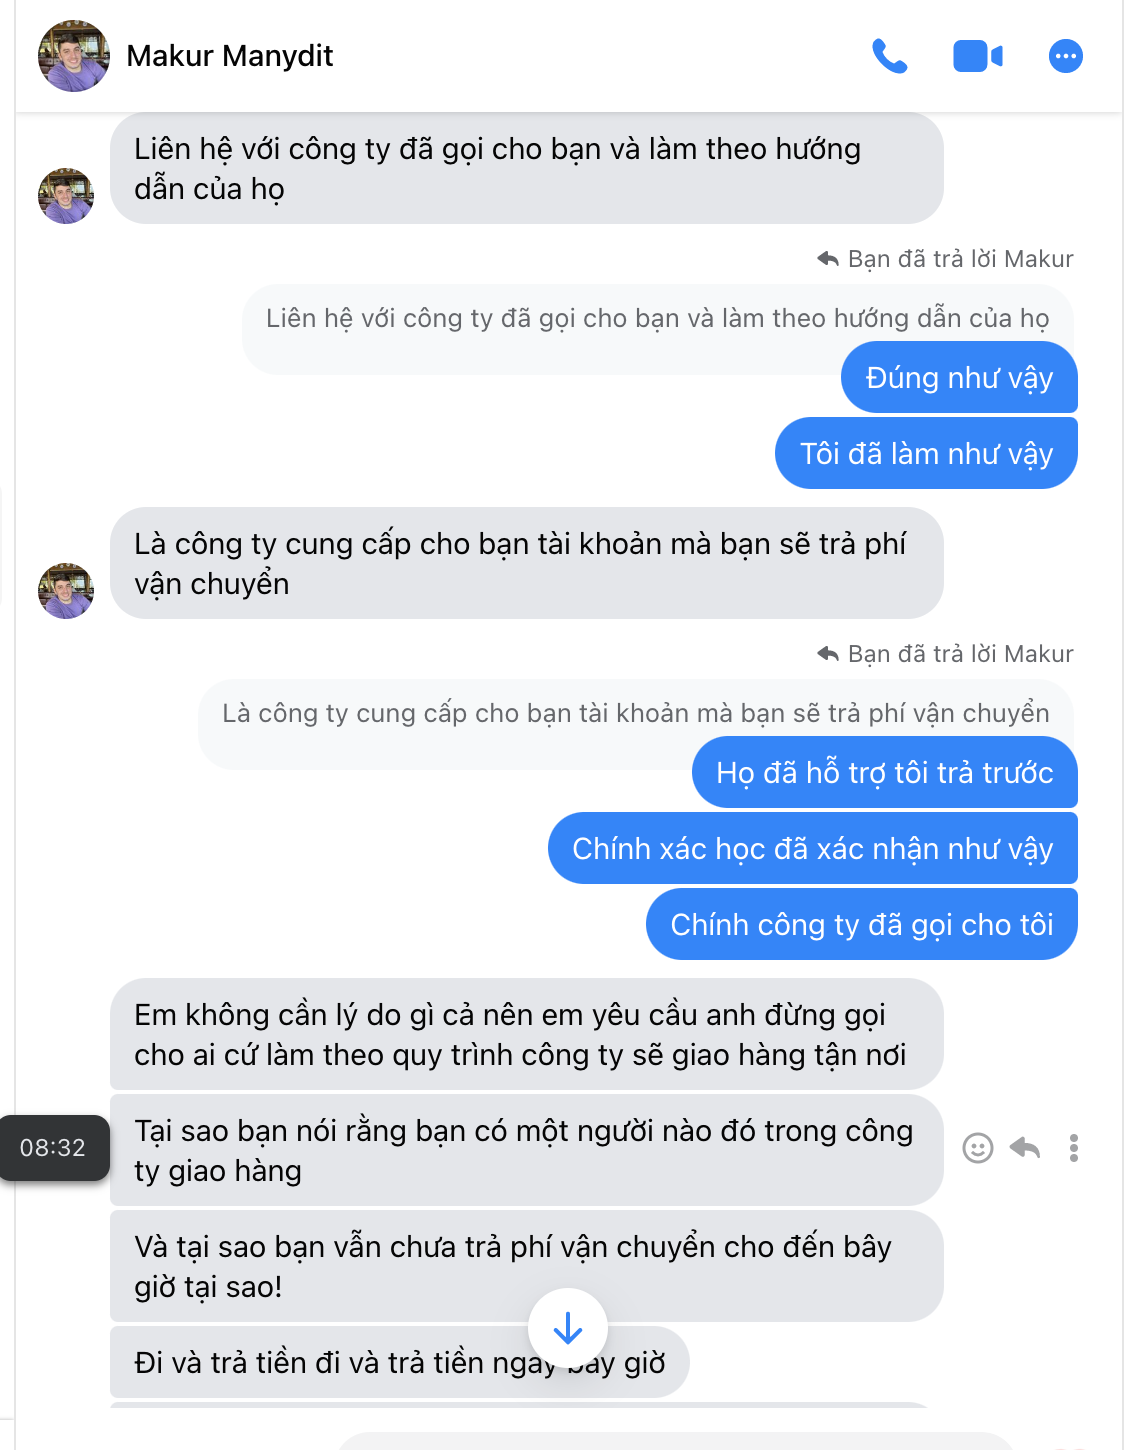 Makur Manydit
Liên hệ với công ty đã gọi cho bạn và làm theo hướng
dẫn của họ
Bạn đã trả lời Makur
Liên hệ với công ty đã gọi cho bạn và làm theo hướng dẫn của họ
Đúng như vậy
Tôi đã làm như vậy
Là công ty cung cấp cho bạn tài khoản mà bạn sẽ trả phí
vận chuyển
Bạn đã trả lời Makur
Là công ty cung cấp cho bạn tài khoản mà bạn sẽ trả phí vận chuyển
Họ đã hỗ trợ tôi trả trước
Chính xác học đã xác nhận như vậy
Chính công ty đã gọi cho tôi
Em không cần lý do gì cả nên em yêu cầu anh đừng gọi
cho ai cứ làm theo quy trình công ty sẽ giao hàng tận nơi
08:32
Tại sao bạn nói rằng bạn có một người nào đó trong công
ty giao hàng
Và tại sao bạn vẫn chưa trả phí vận chuyển cho đến bây
giờ tại sao!
Đi và trả tiền đi và trả tiền ngay bây giờ